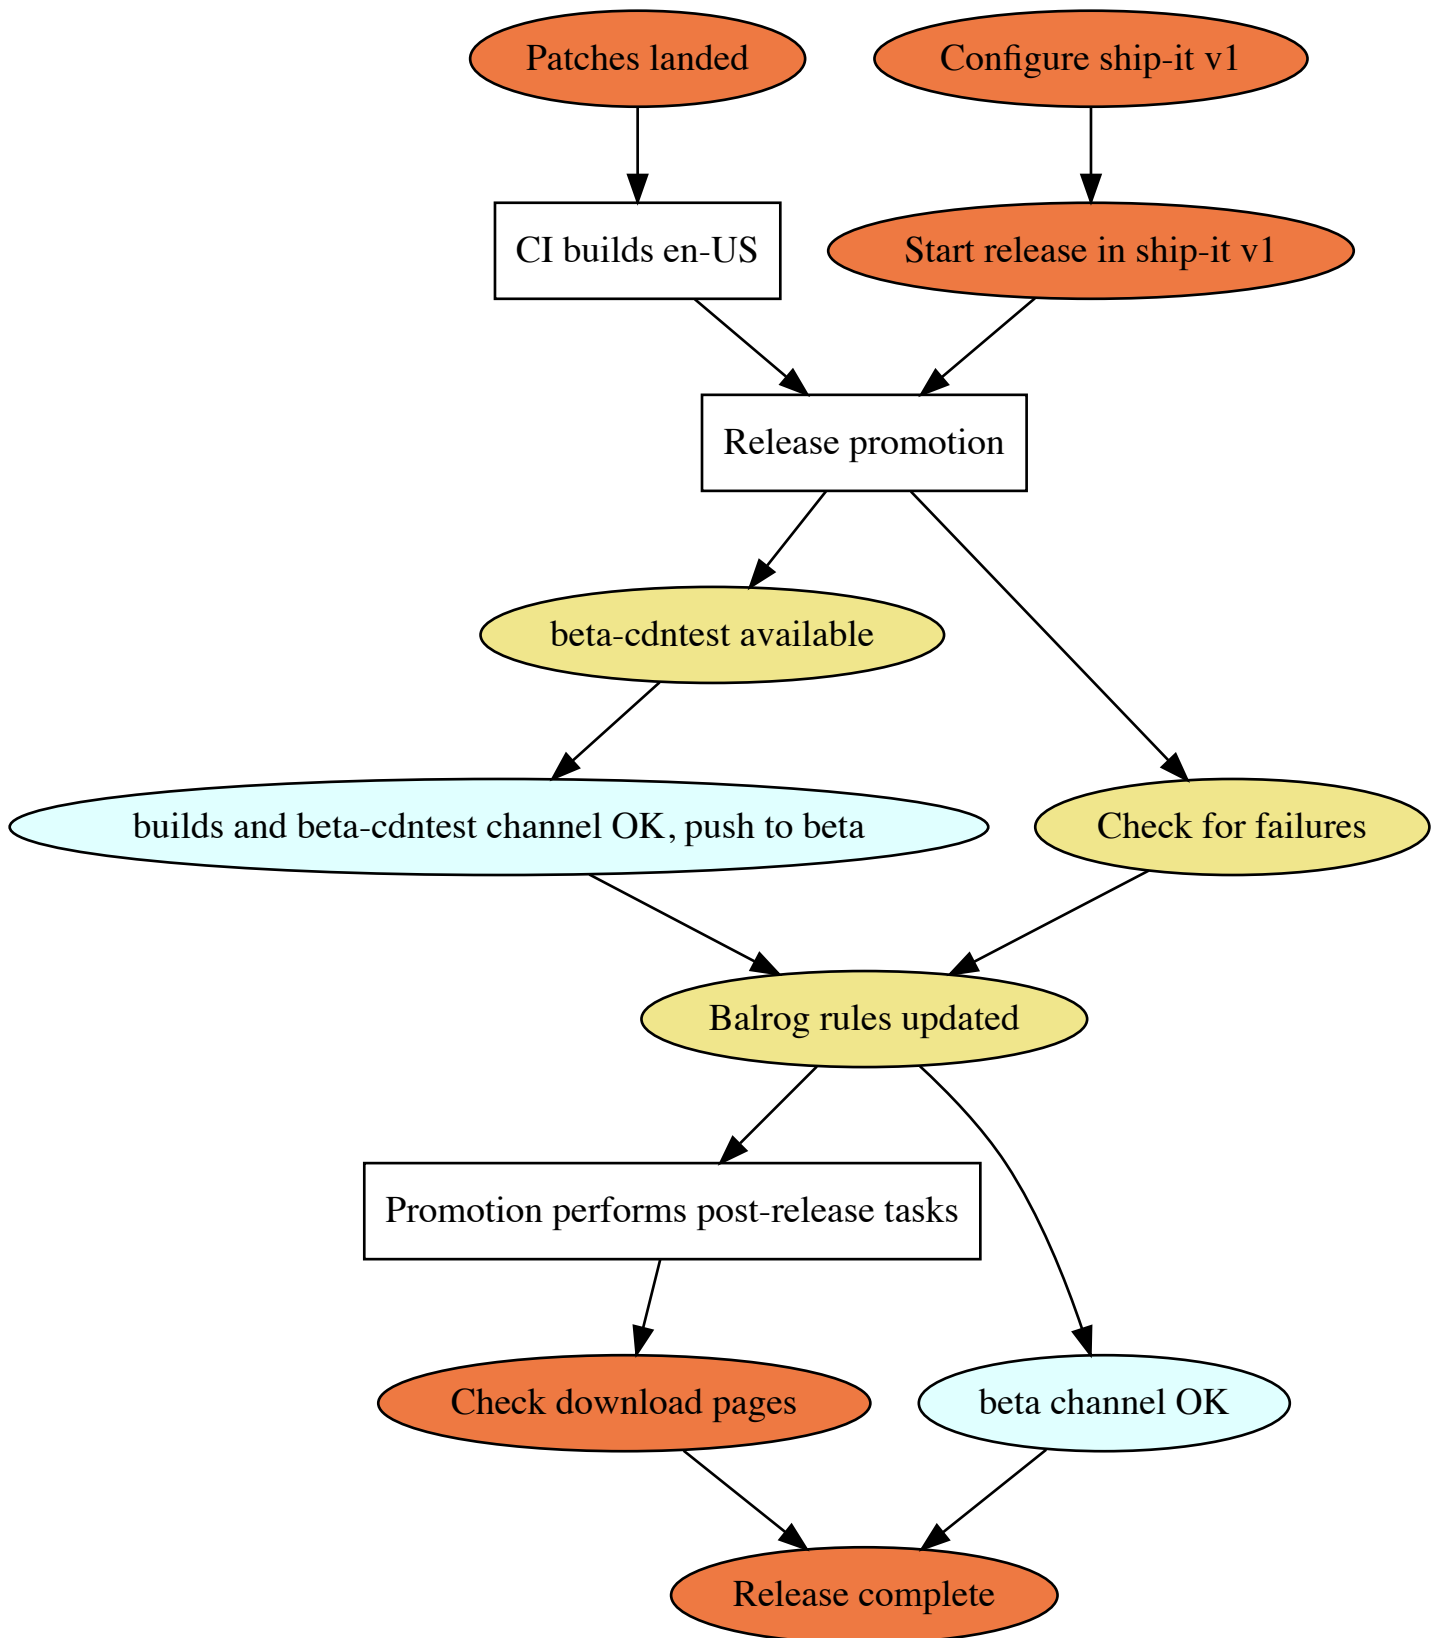 Patches landed
Configure ship-it v1
CI builds en-US
Start release in ship-it v1
Release promotion
beta-cdntest available
builds and beta-cdntest channel OK, push to beta
Check for failures
Balrog rules updated
Promotion performs post-release tasks
Check download pages
beta channel OK
Release complete